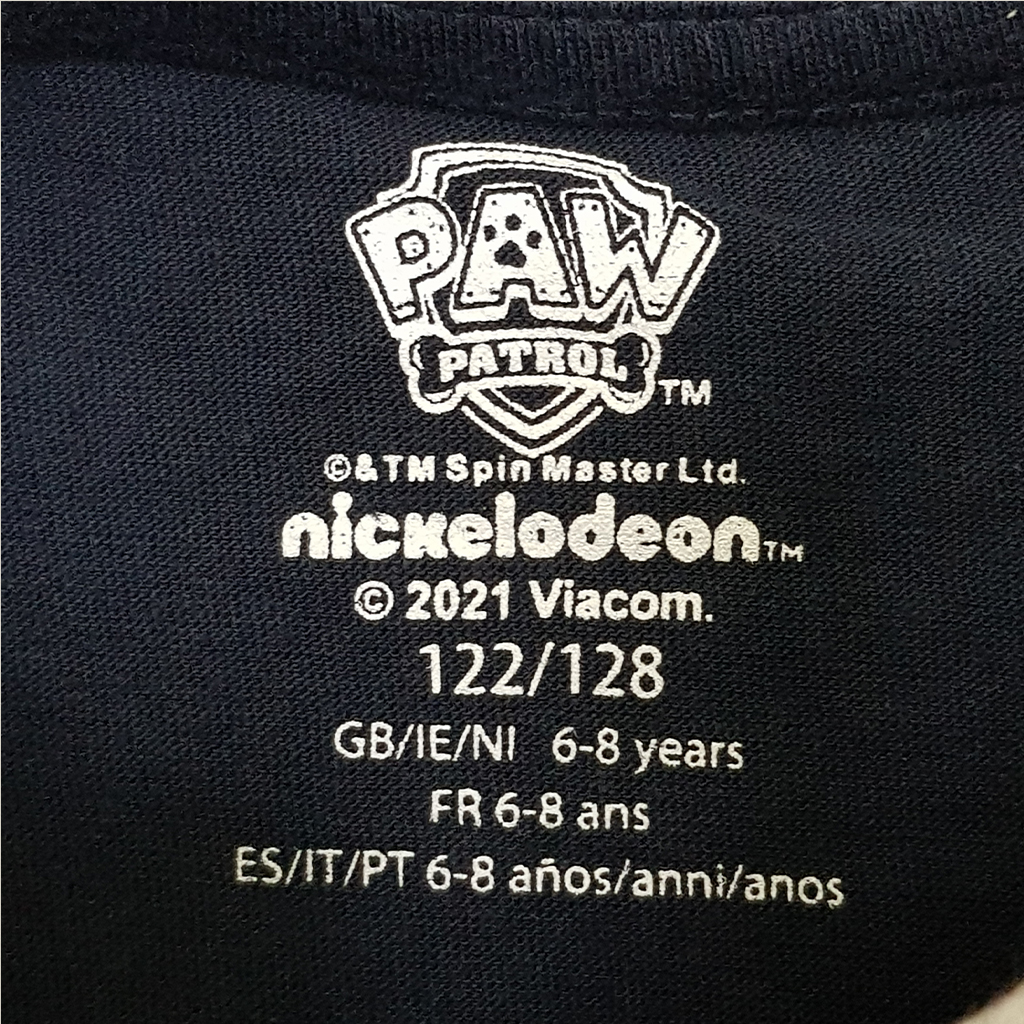 PAW
PATROL TM
©&TM Spin Master Ltd.
nickelodeon TM
© 2021 Viacom.
122/128
GB/IE/NI 6-8 years
FR 6-8 ans
ES/IT/PT 6-8 años/anni/anos